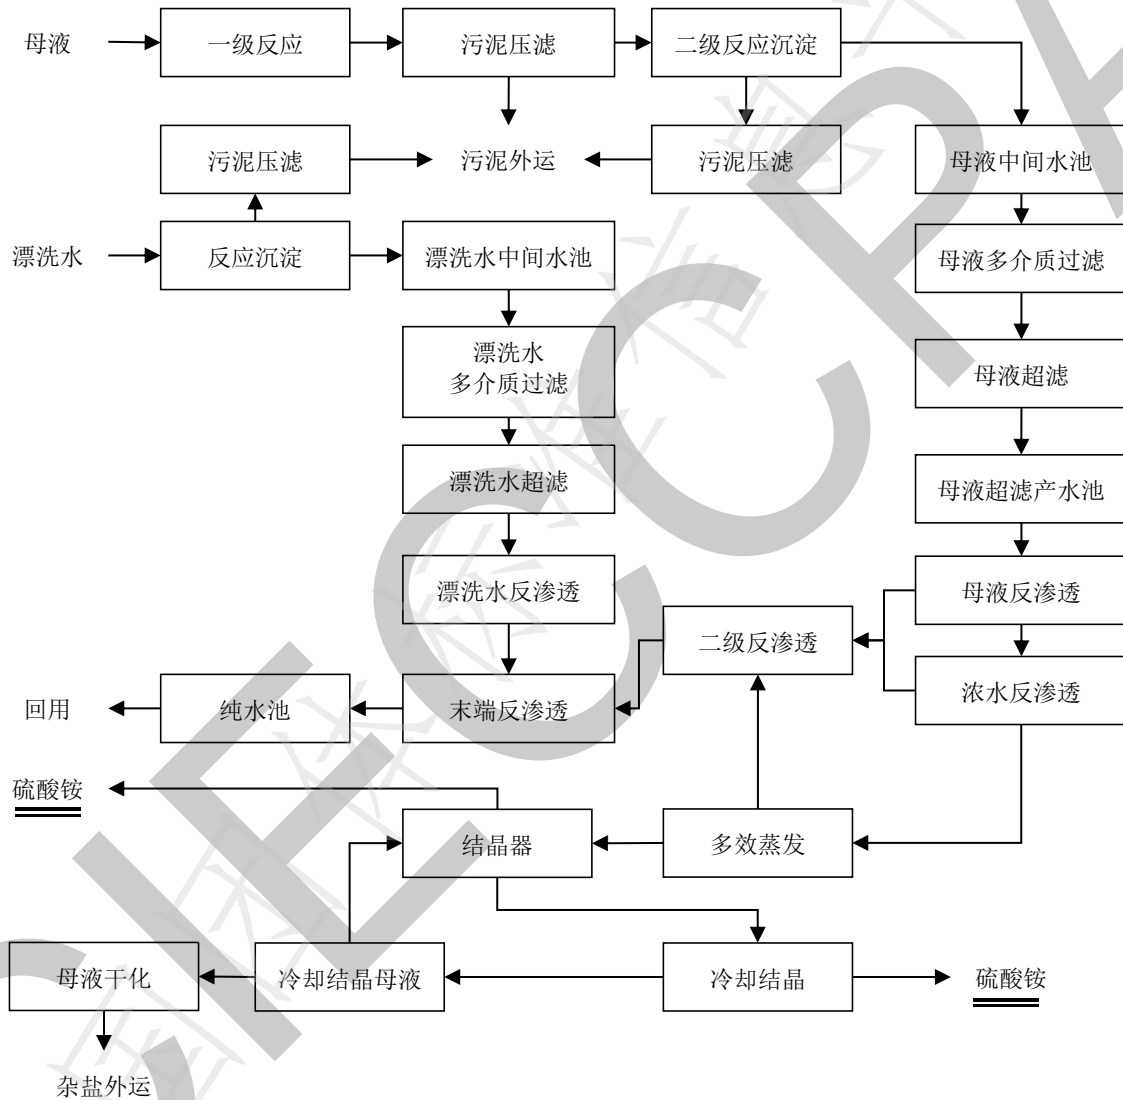 母液
一级反应
污泥压滤
二级反应沉淀
污泥压滤
污泥外运
污泥压滤
母液中间水池
漂洗水
反应沉淀
漂洗水中间水池
母液多介质过滤
漂洗水
多介质过滤
母液超滤
漂洗水超滤
母液超滤产水池
漂洗水反渗透
母液反渗透
二级反渗透
浓水反渗透
回用
纯水池
末端反渗透
硫酸铵
结晶器
多效蒸发
母液干化
冷却结晶母液
冷却结晶
硫酸铵
杂盐外运
CIECCPA